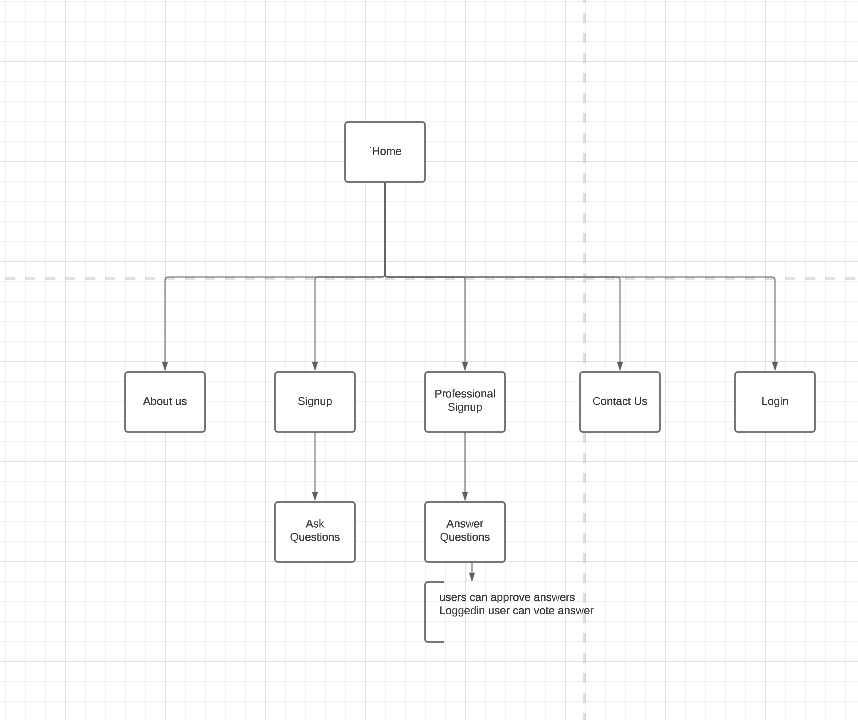 `Home
About us
Signup
Professional
Signup
Contact Us
Login
Ask
Questions
Answer
Questions
users can approve answers
Loggedin user can vote answer